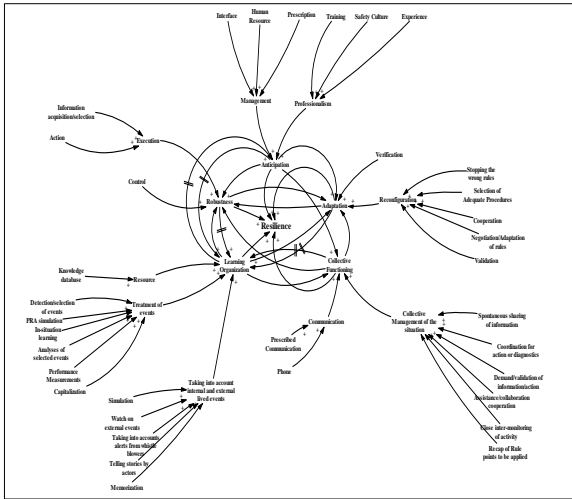 Interface
Human
Resource
Prescription
Training
Safety Culture
Experience
Management
Professionalism
Information
acquisition/selection
Action
Execution
Anticipation
Verification
Control
Robustness
Adaptation
Reconfiguration
Stopping the
wrong rules
Selection of
Adequate Procedures
Cooperation
Negotiation/Adaptation
of rules
Validation
Resilience
Learning
Organization
Collective
Functioning
Knowledge
database
Resource
Detection/selection
of events
PRA simulation
In-situation
learning
Analyses of
selected events
Performance
Measurements
Capitalization
Treatment of
events
Prescribed
Communication
Communication
Phone
Collective
Management of the
situation
Spontaneous sharing
of information
Coordination for
action or diagnostics
Demand/validation of
information/action
Assistance/collaboration
cooperation
Close inter-monitoring
of activity
Recap of Rule
points to be applied
Taking into account
internal and external
lived events
Simulation
Watch on
external events
Taking into accounts
alerts from whistle
blowers
Telling stories by
actors
Memorization